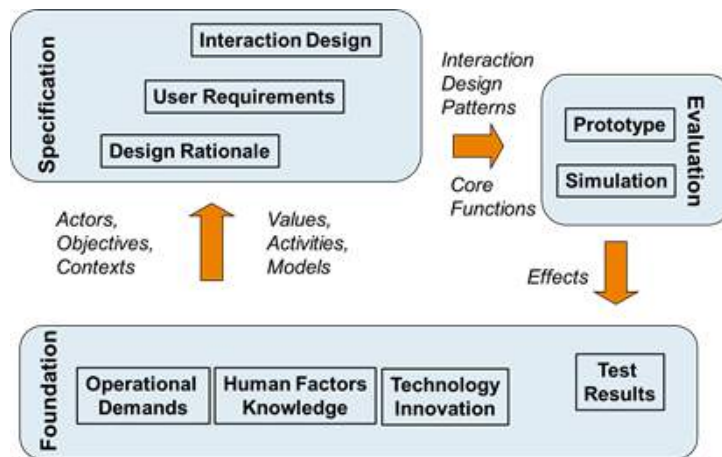 Specification
Interaction Design
User Requirements
Design Rationale
Interaction
Design
Patterns
Core
Functions
Evaluation
Prototype
Simulation
Actors,
Objectives,
Contexts
Values,
Activities,
Models
Effects
Foundation
Operational
Demands
Human Factors
Knowledge
Technology
Innovation
Test
Results